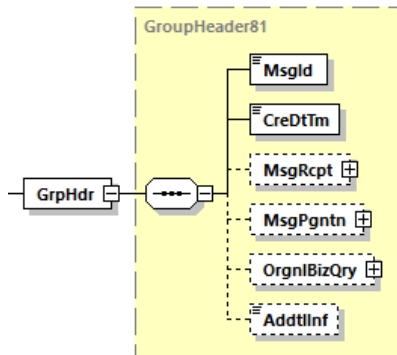 GroupHeader81
MsgId
CreDtTm
MsgRcpt
GrpHdr
MsgPgntn
OrgnlBizQry
AddtlInf